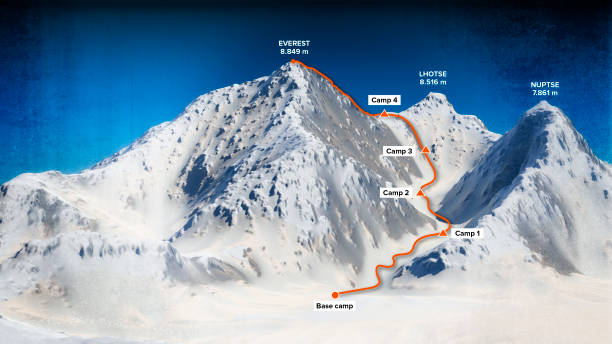 EVEREST
8.849 m
LHOTSE
8.516 m
NUPTSE
7.861 m
Camp 4
Camp 3
Camp 2
Camp 1
Base camp